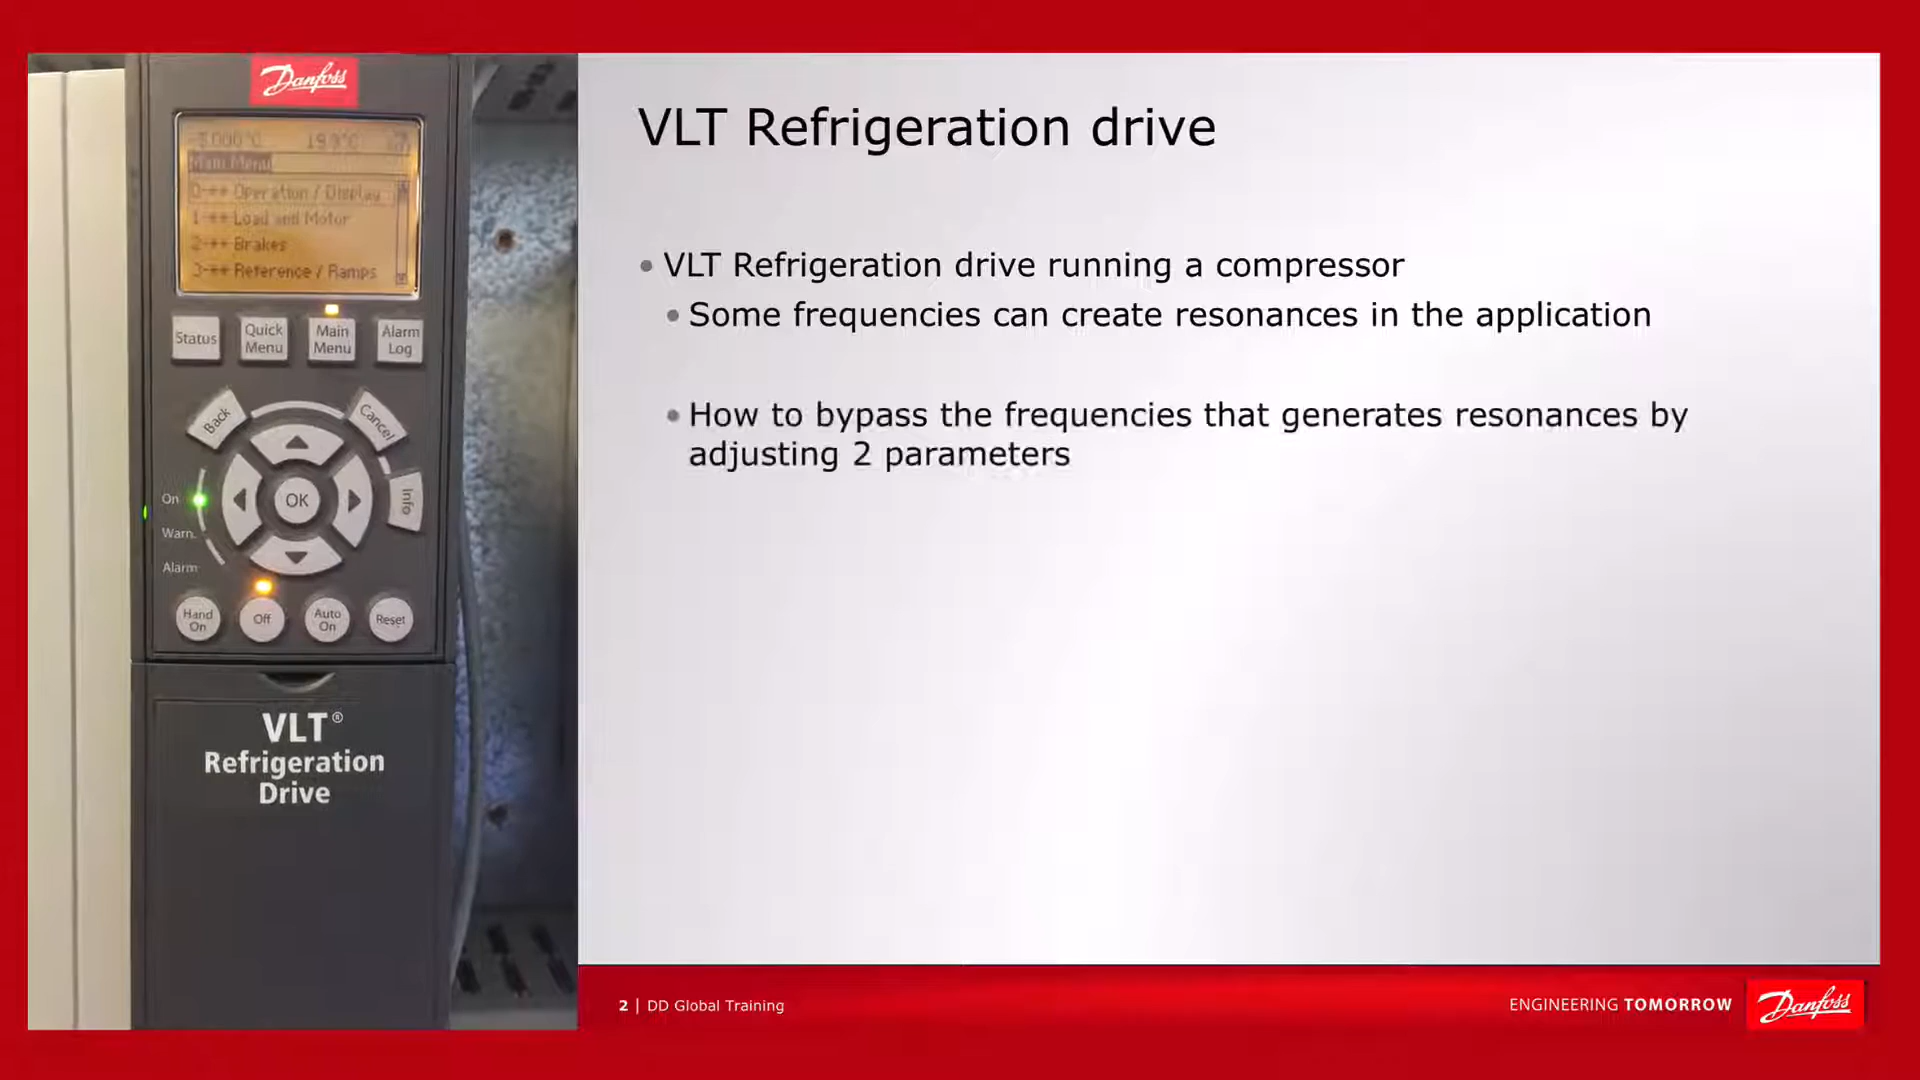 Danfoss
19.9°C
Main Menu
0-** Operation / Display
1-** Load and Motor
2-** Brakes
3-** Reference / Ramps
Status
Quick Menu
Main Menu
Alarm Log
Back
Cancel
Info
OK
On
Warn.
Alarm
Hand On
Off
Auto On
Reset
VLT®
Refrigeration
Drive
VLT Refrigeration drive
• VLT Refrigeration drive running a compressor
• Some frequencies can create resonances in the application
• How to bypass the frequencies that generates resonances by
adjusting 2 parameters
2 | DD Global Training
ENGINEERING TOMORROW
Danfoss